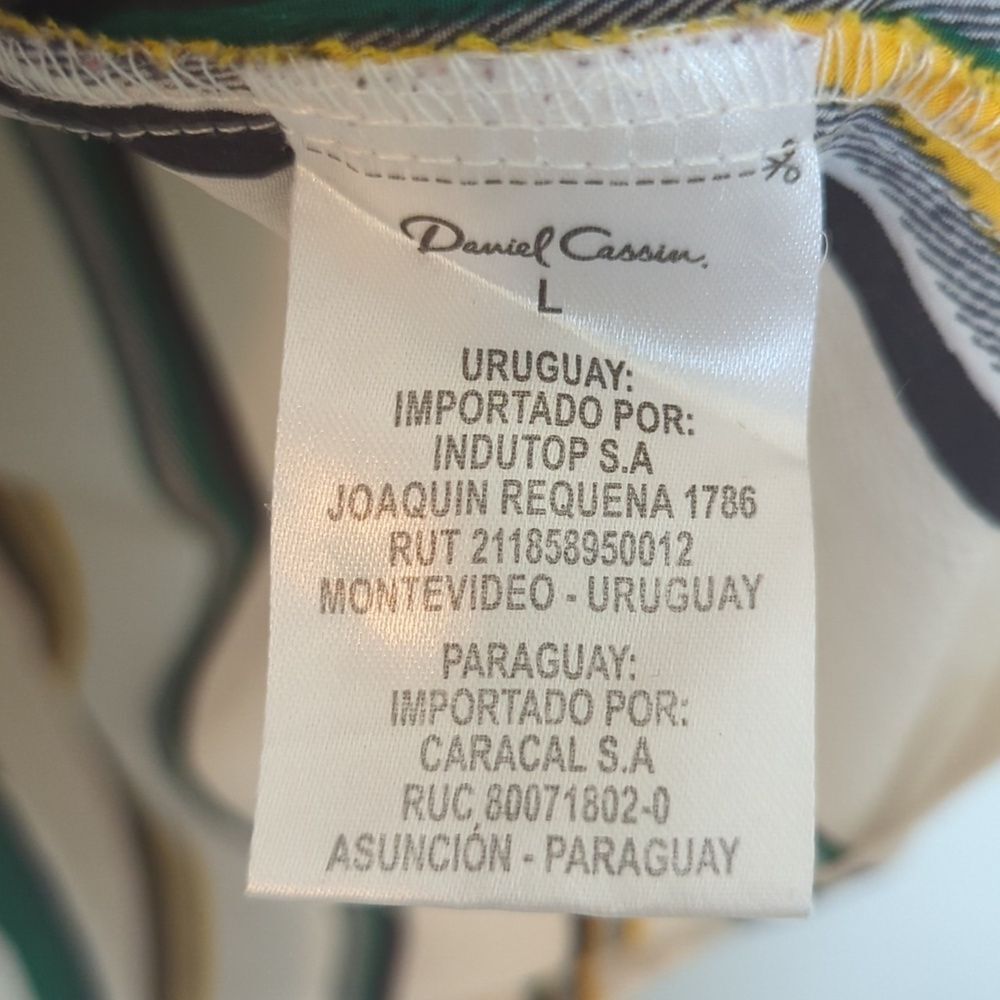 Daniel Cassin.
L
URUGUAY:
IMPORTADO POR:
INDUTOP S.A
JOAQUIN REQUENA 1786
RUT 211858950012
MONTEVIDEO - URUGUAY
PARAGUAY:
IMPORTADO POR:
CARACAL S.A
RUC 80071802-0
ASUNCIÓN - PARAGUAY